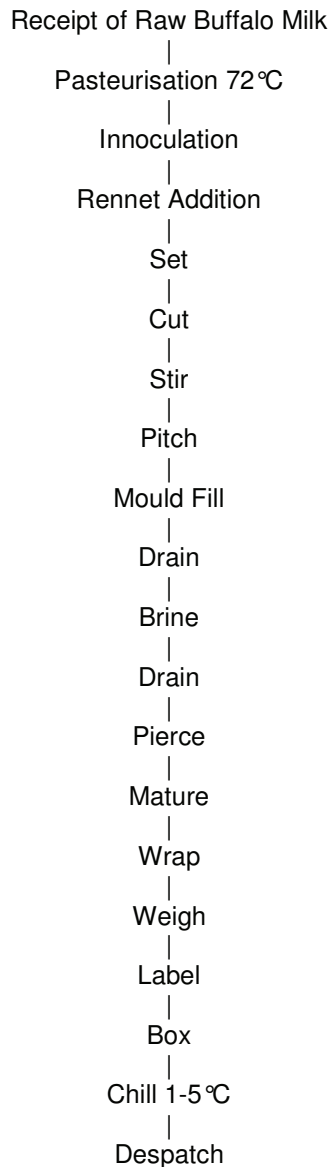 Receipt of Raw Buffalo Milk
Pasteurisation 72°C
Innoculation
Rennet Addition
Set
Cut
Stir
Pitch
Mould Fill
Drain
Brine
Drain
Pierce
Mature
Wrap
Weigh
Label
Box
Chill 1-5°C
Despatch